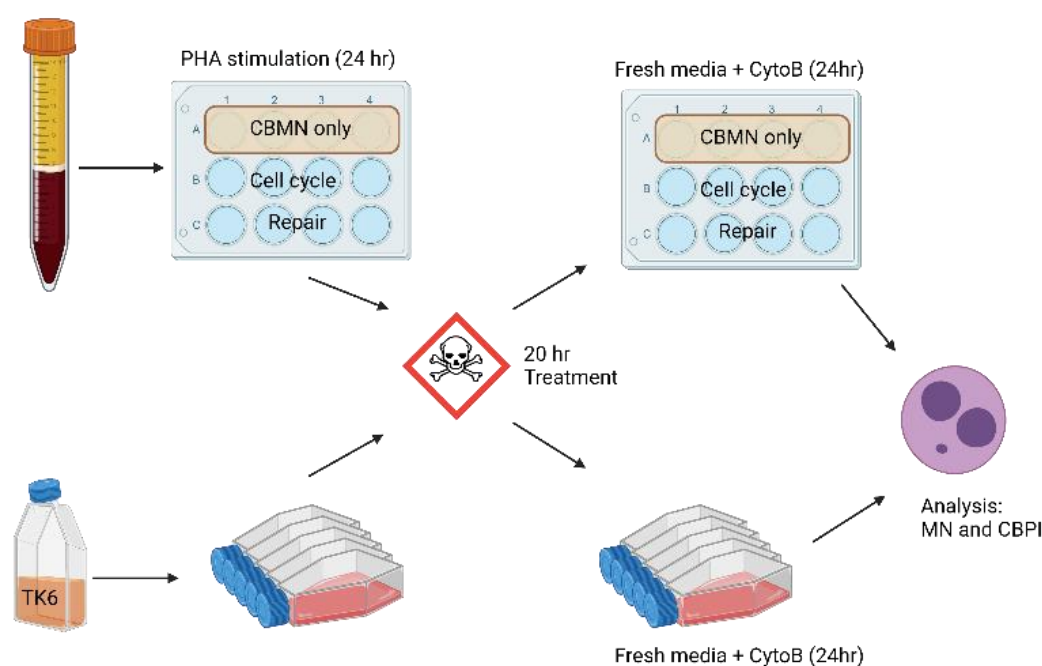 PHA stimulation (24 hr)
1 2 3 4
A CBMN only
B Cell cycle
C Repair
Fresh media + CytoB (24hr)
1 2 3 4
A CBMN only
B Cell cycle
C Repair
20 hr
Treatment
TK6
Analysis:
MN and CBPI
Fresh media + CytoB (24hr)